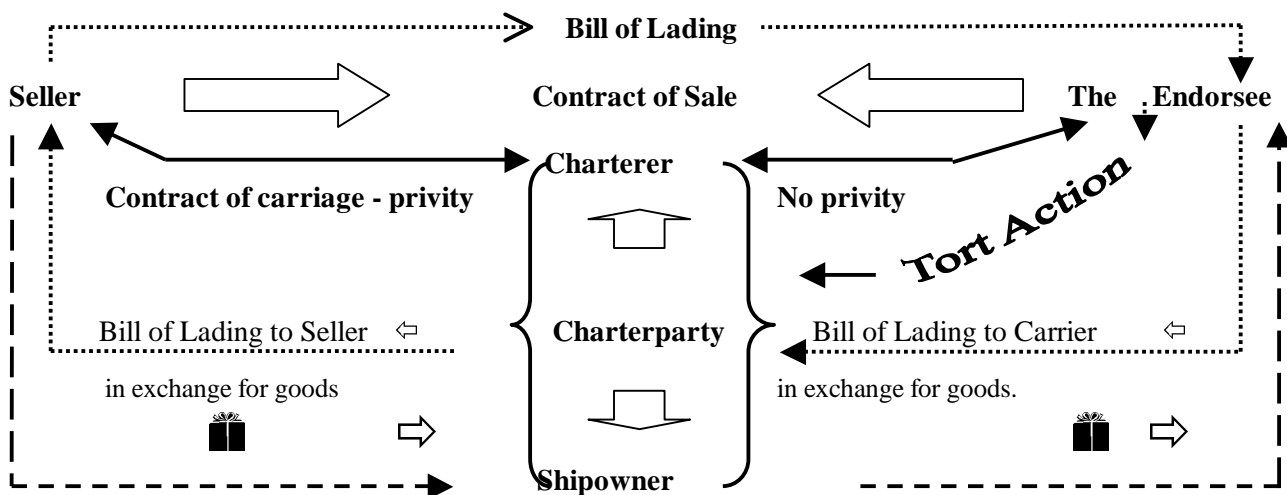 Bill of Lading
Seller Contract of Sale The Endorsee
Charterer
Contract of carriage - privity No privity
Tort Action
Bill of Lading to Seller Charterparty Bill of Lading to Carrier
in exchange for goods in exchange for goods.
Shipowner